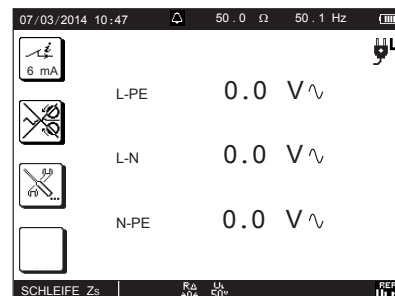 07/03/2014 10:47 50.0 Ω 50.1 Hz
i
6 mA
L-PE 0.0 V
L-N 0.0 V
...
N-PE 0.0 V
SCHLEIFE Zs